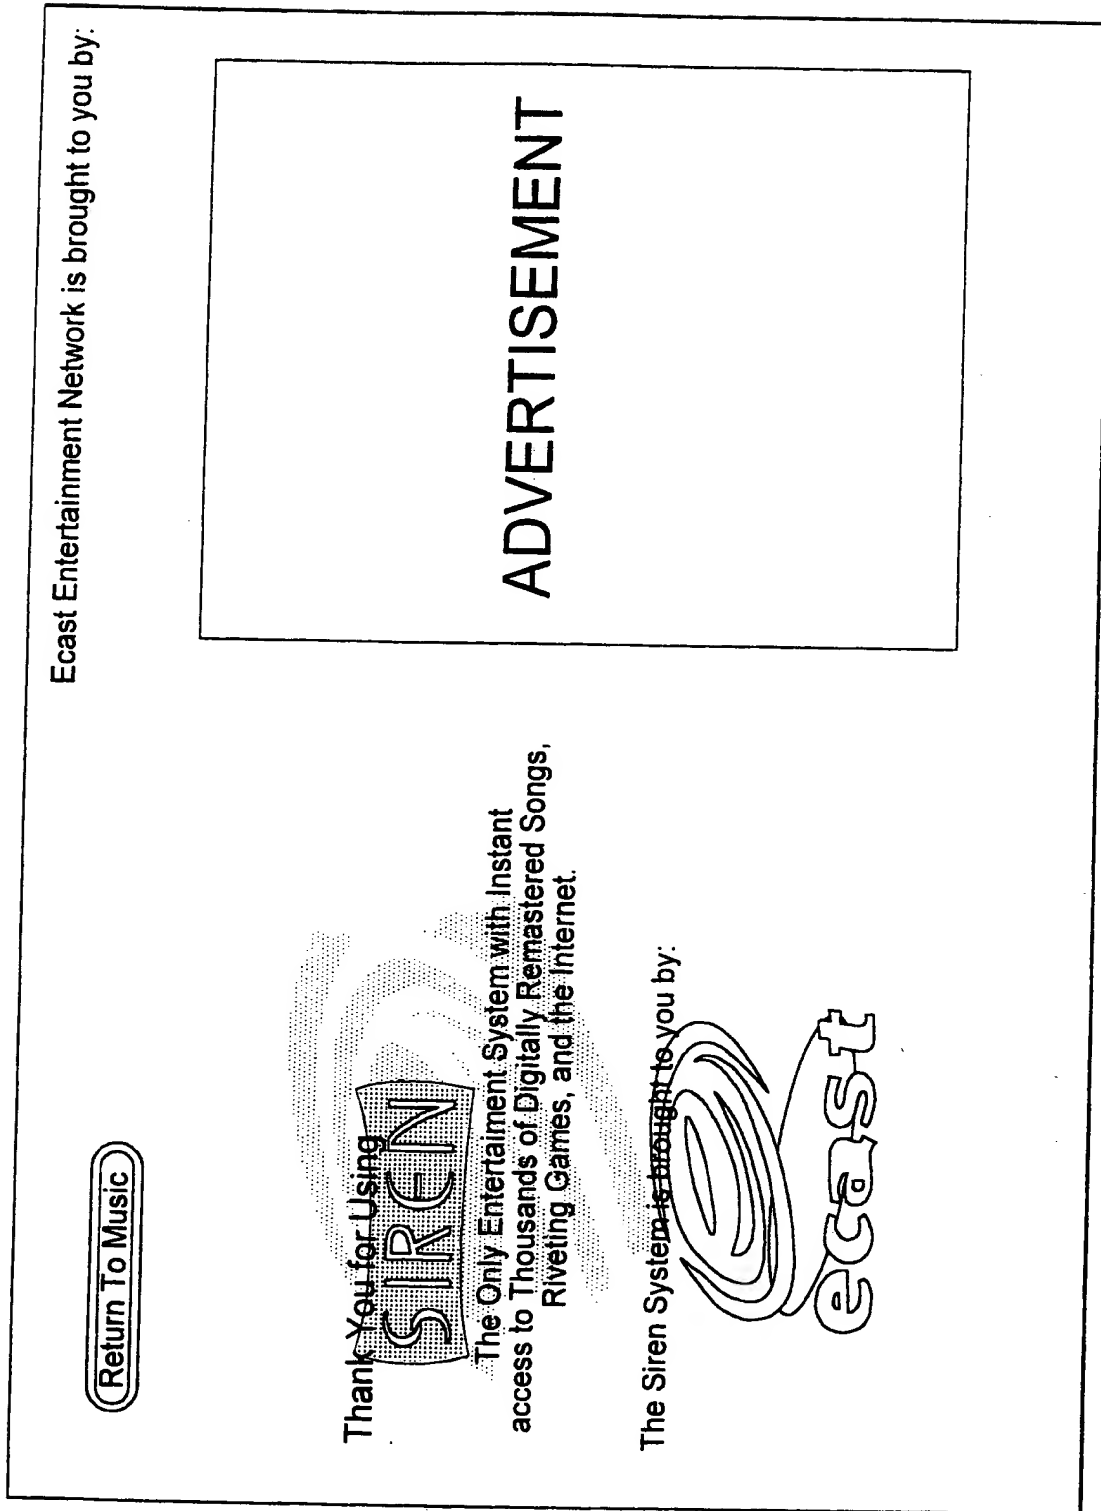 Return To Music
Ecast Entertainment Network is brought to you by:
Thank You for Using
SIREN
The Only Entertaiment System with Instant
access to Thousands of Digitally Remastered Songs,
Riveting Games, and the Internet.
The Siren System is brought to you by:
ecast
ADVERTISEMENT